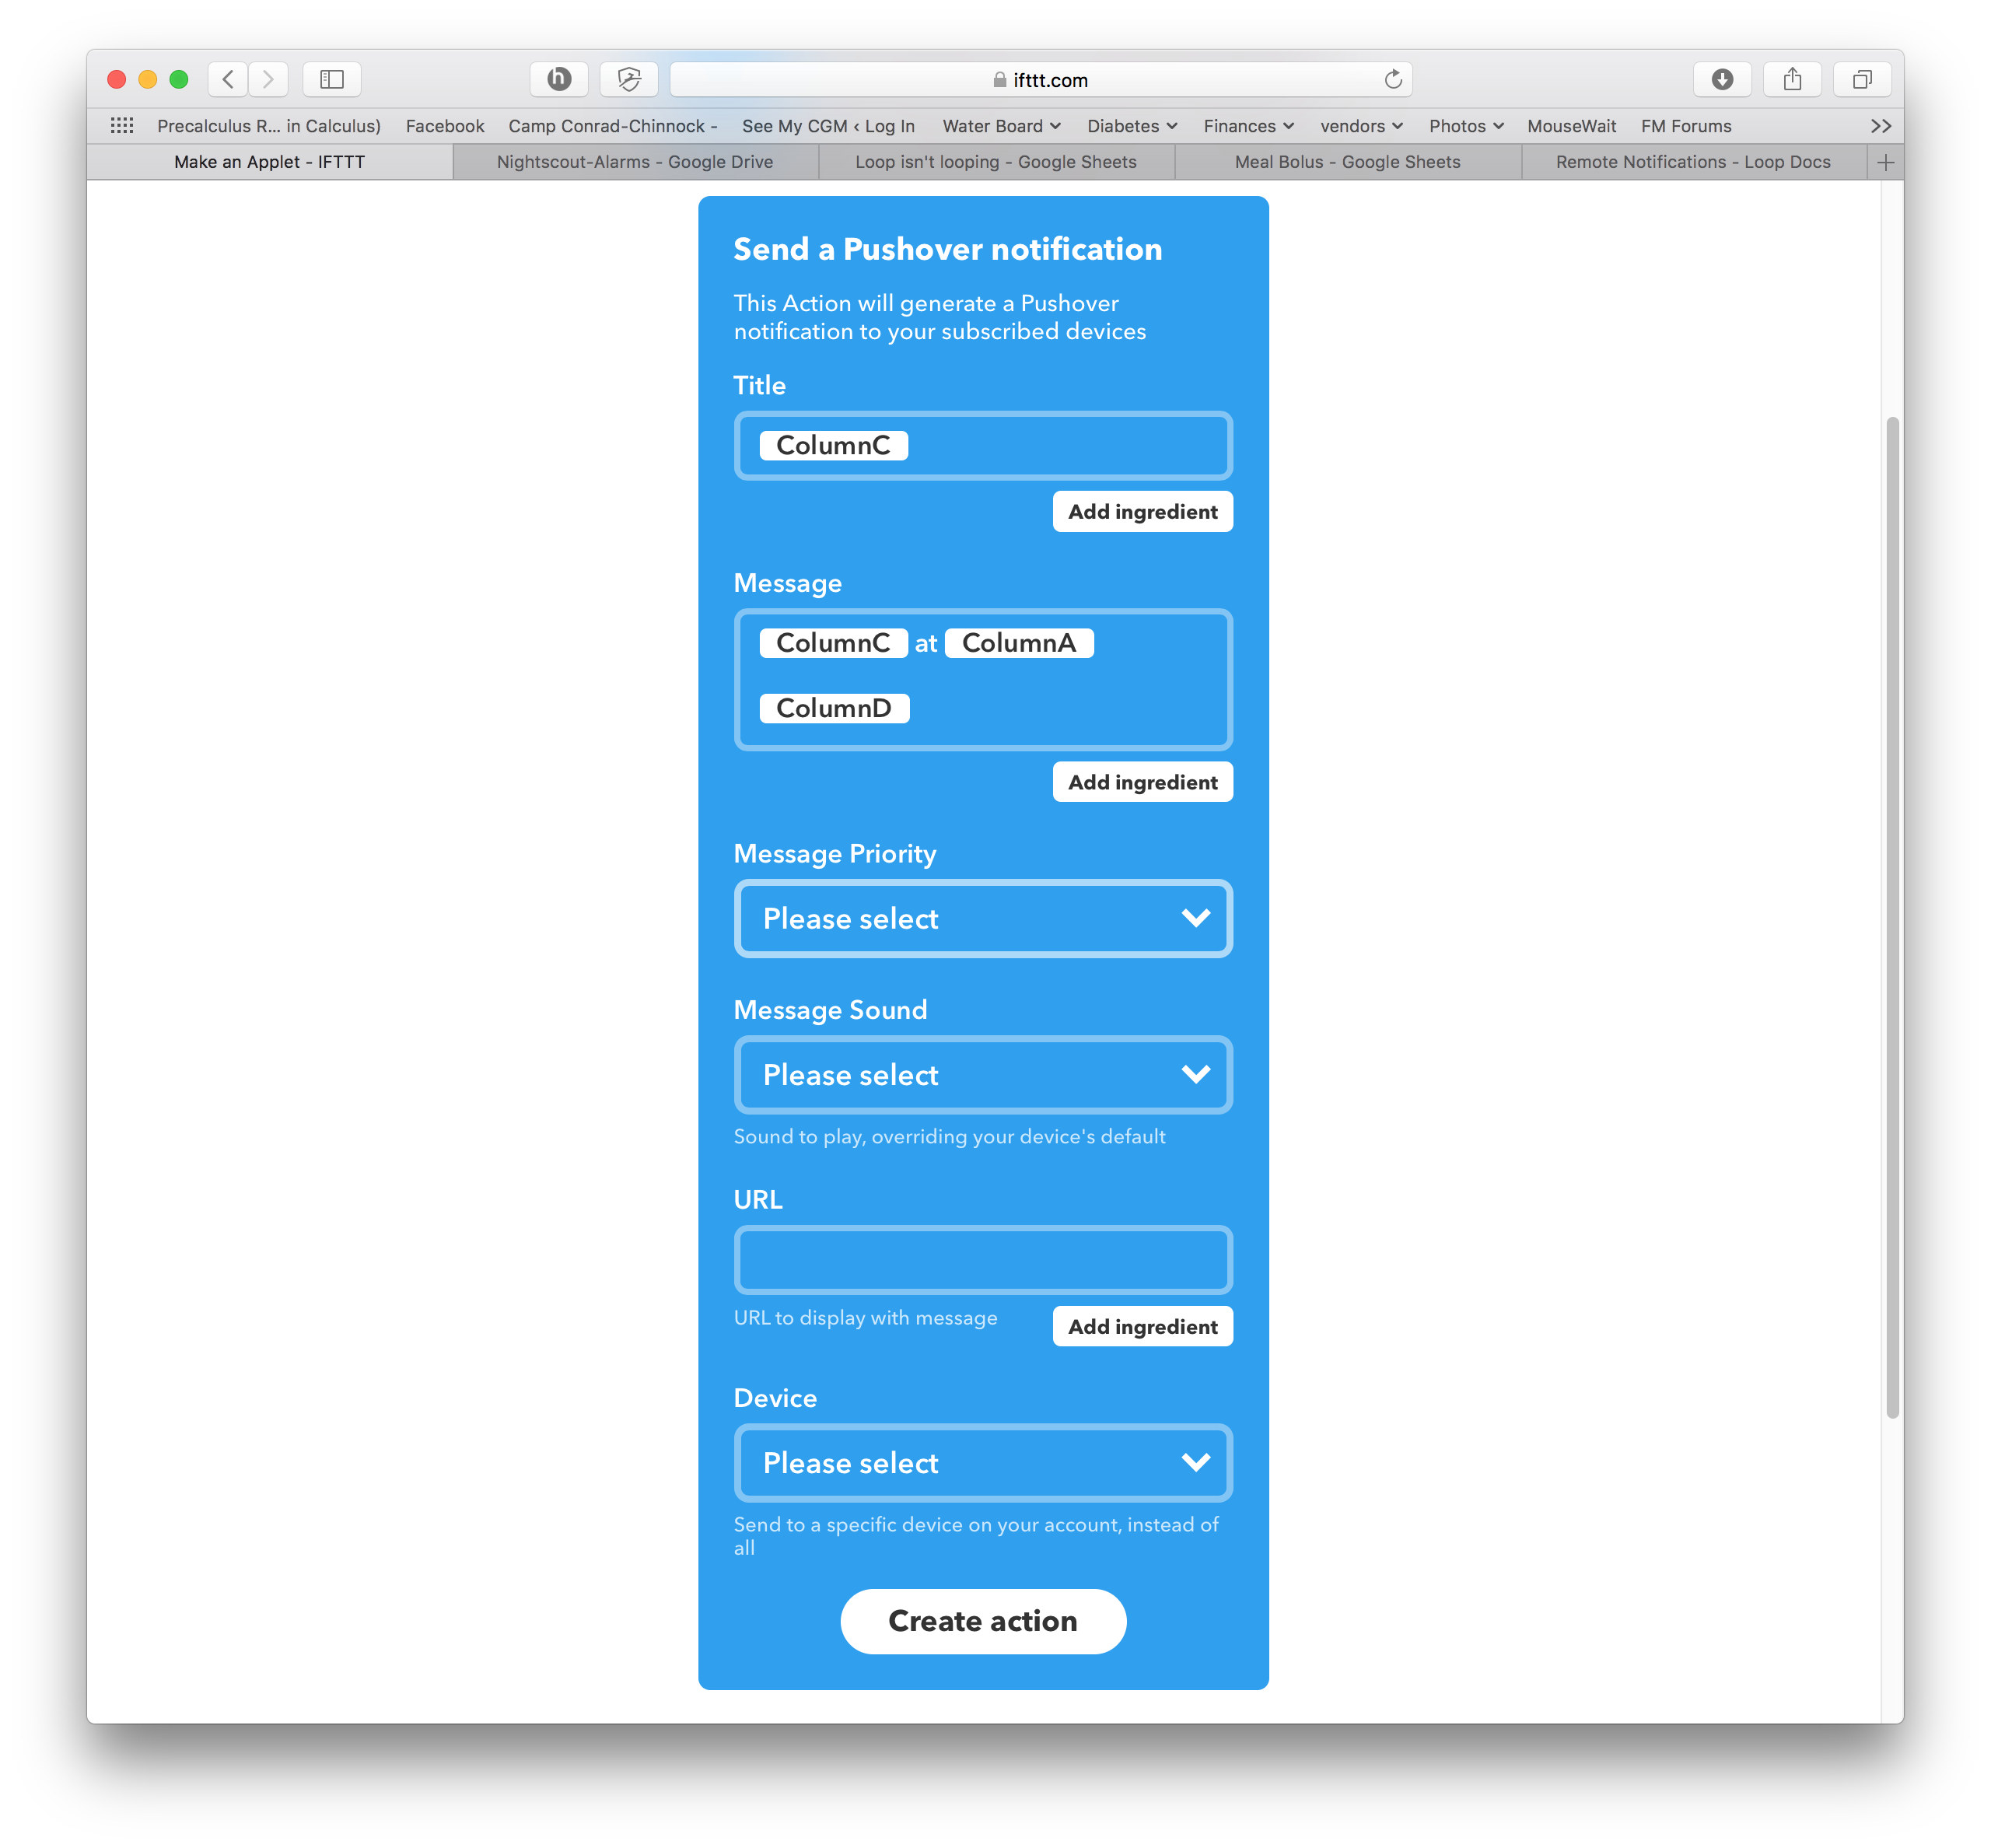 ifttt.com
Precalculus R... in Calculus) Facebook Camp Conrad-Chinnock - See My CGM ‹ Log In Water Board Diabetes Finances vendors Photos MouseWait FM Forums
Make an Applet - IFTTT Nightscout-Alarms - Google Drive Loop isn't looping - Google Sheets Meal Bolus - Google Sheets Remote Notifications - Loop Docs
Send a Pushover notification
This Action will generate a Pushover
notification to your subscribed devices
Title
ColumnC
Add ingredient
Message
ColumnC at ColumnA
ColumnD
Add ingredient
Message Priority
Please select
Message Sound
Please select
Sound to play, overriding your device's default
URL
URL to display with message
Add ingredient
Device
Please select
Send to a specific device on your account, instead of
all
Create action